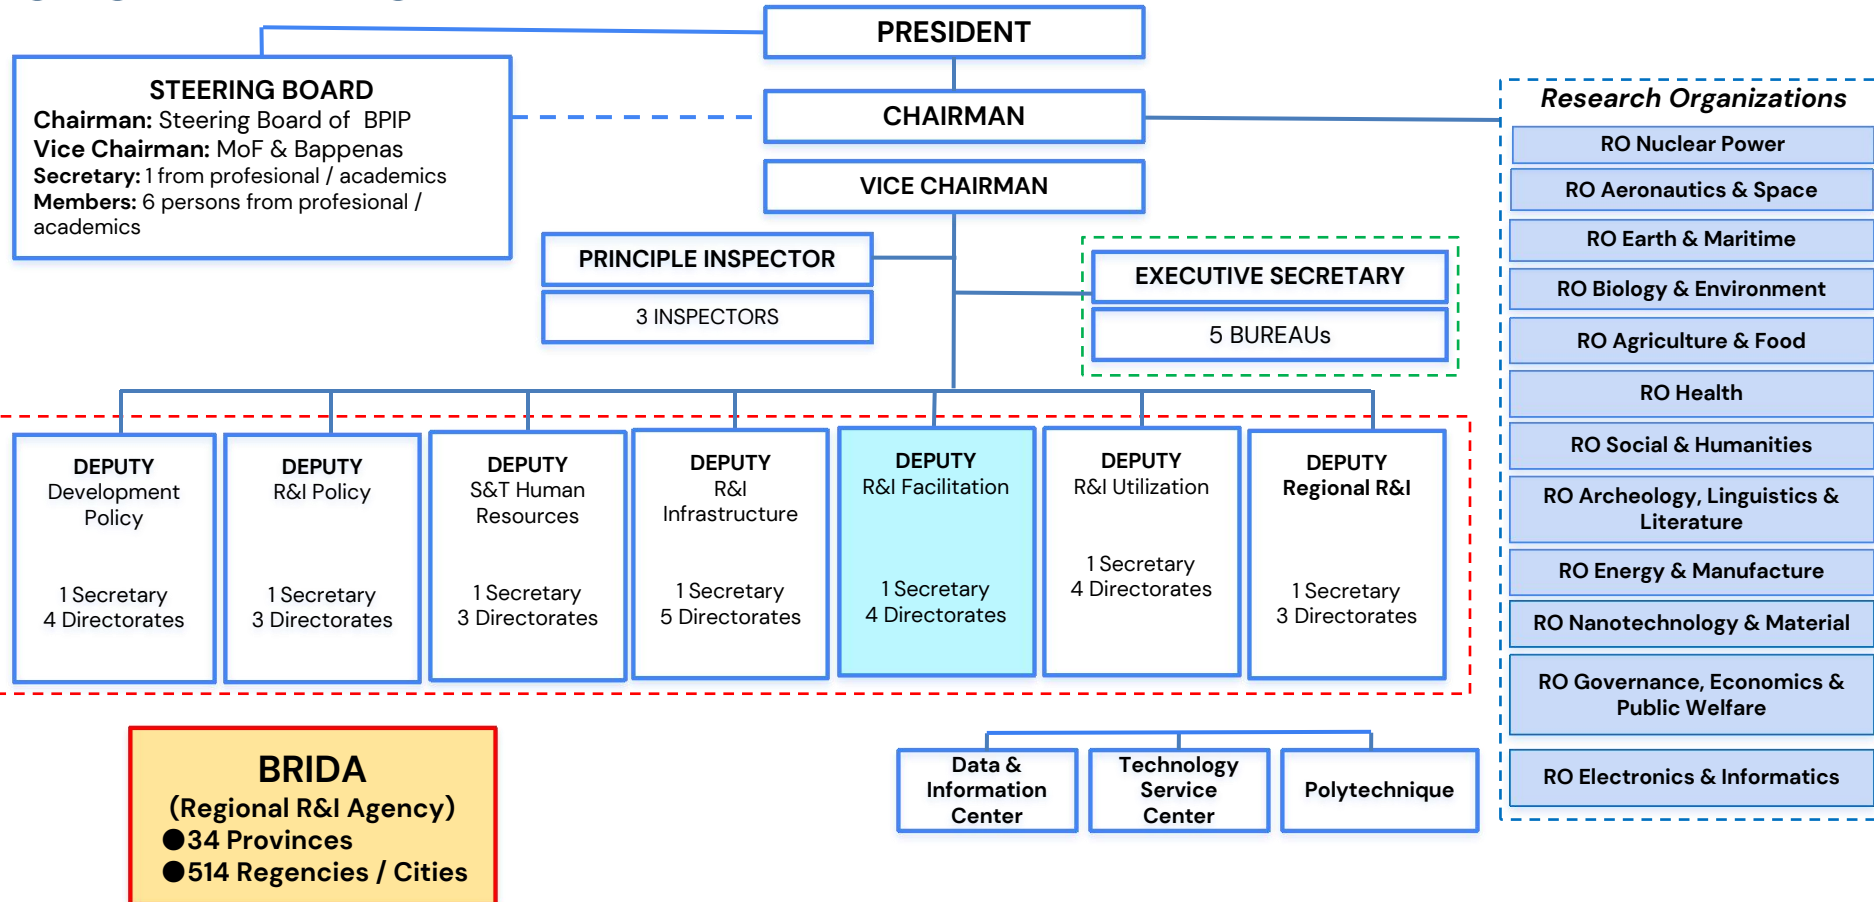 PRESIDENT
STEERING BOARD
Chairman: Steering Board of BPIP
Vice Chairman: MoF & Bappenas
Secretary: 1 from profesional / academics
Members: 6 persons from profesional /
academics
CHAIRMAN
VICE CHAIRMAN
PRINCIPLE INSPECTOR
3 INSPECTORS
EXECUTIVE SECRETARY
5 BUREAUs
Research Organizations
RO Nuclear Power
RO Aeronautics & Space
RO Earth & Maritime
RO Biology & Environment
RO Agriculture & Food
RO Health
RO Social & Humanities
RO Archeology, Linguistics &
Literature
RO Energy & Manufacture
RO Nanotechnology & Material
RO Governance, Economics &
Public Welfare
RO Electronics & Informatics
DEPUTY
Development
Policy
1 Secretary
4 Directorates
DEPUTY
R&I Policy
1 Secretary
3 Directorates
DEPUTY
S&T Human
Resources
1 Secretary
3 Directorates
DEPUTY
R&I
Infrastructure
1 Secretary
5 Directorates
DEPUTY
R&I Facilitation
1 Secretary
4 Directorates
DEPUTY
R&I Utilization
1 Secretary
4 Directorates
DEPUTY
Regional R&I
1 Secretary
3 Directorates
BRIDA
(Regional R&I Agency)
●34 Provinces
●514 Regencies / Cities
Data &
Information
Center
Technology
Service
Center
Polytechnique